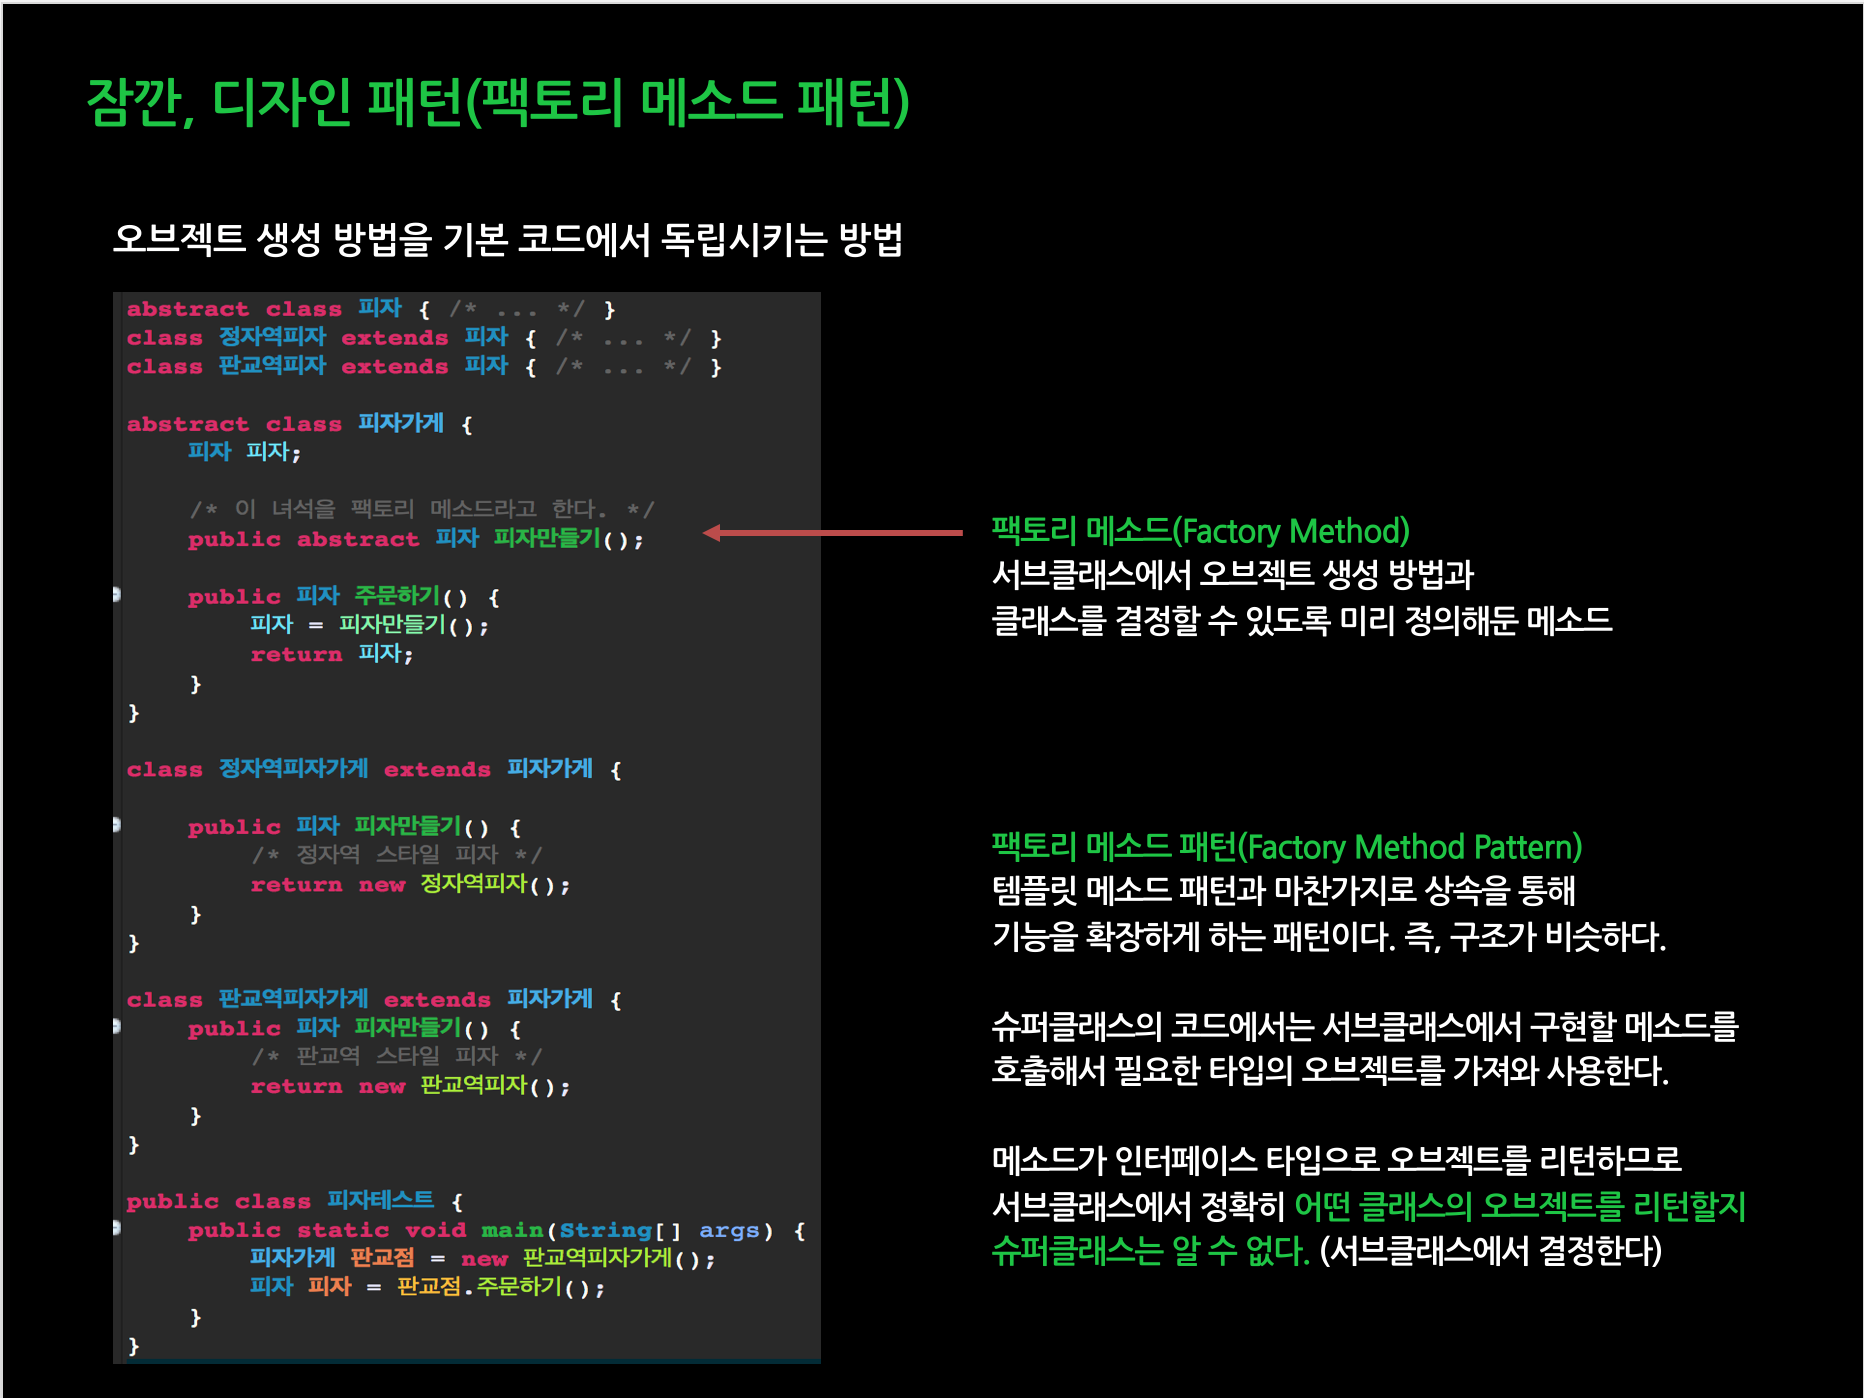 잠깐, 디자인 패턴(팩토리 메소드 패턴)
오브젝트 생성 방법을 기본 코드에서 독립시키는 방법
abstract class 피자 { /* ... */ }
class 정자역피자 extends 피자 { /* ... */ }
class 판교역피자 extends 피자 { /* ... */ }
abstract class 피자가게 {
피자 피자;
/* 이 녀석을 팩토리 메소드라고 한다. */
public abstract 피자 피자만들기();
public 피자 주문하기() {
피자 = 피자만들기();
return 피자;
}
}
class 정자역피자가게 extends 피자가게 {
public 피자 피자만들기() {
/* 정자역 스타일 피자 */
return new 정자역피자();
}
}
class 판교역피자가게 extends 피자가게 {
public 피자 피자만들기() {
/* 판교역 스타일 피자 */
return new 판교역피자();
}
}
public class 피자테스트 {
public static void main(String[] args) {
피자가게 판교점 = new 판교역피자가게();
피자 피자 = 판교점.주문하기();
}
}
팩토리 메소드(Factory Method)
서브클래스에서 오브젝트 생성 방법과
클래스를 결정할 수 있도록 미리 정의해둔 메소드
팩토리 메소드 패턴(Factory Method Pattern)
템플릿 메소드 패턴과 마찬가지로 상속을 통해
기능을 확장하게 하는 패턴이다. 즉, 구조가 비슷하다.
슈퍼클래스의 코드에서는 서브클래스에서 구현할 메소드를
호출해서 필요한 타입의 오브젝트를 가져와 사용한다.
메소드가 인터페이스 타입으로 오브젝트를 리턴하므로
서브클래스에서 정확히 어떤 클래스의 오브젝트를 리턴할지
슈퍼클래스는 알 수 없다. (서브클래스에서 결정한다)